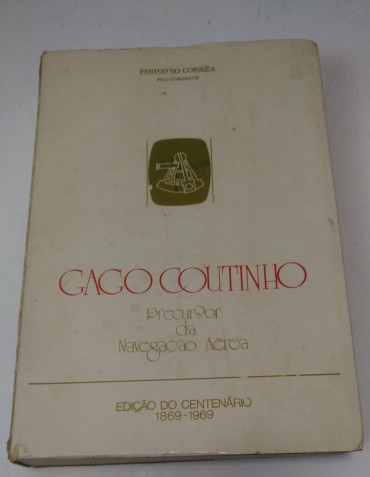 PINHEIRO CORRÊA
GAGO COUTINHO
Precursor
da
Navegação Aérea
EDIÇÃO DO CENTENÁRIO
1869-1969